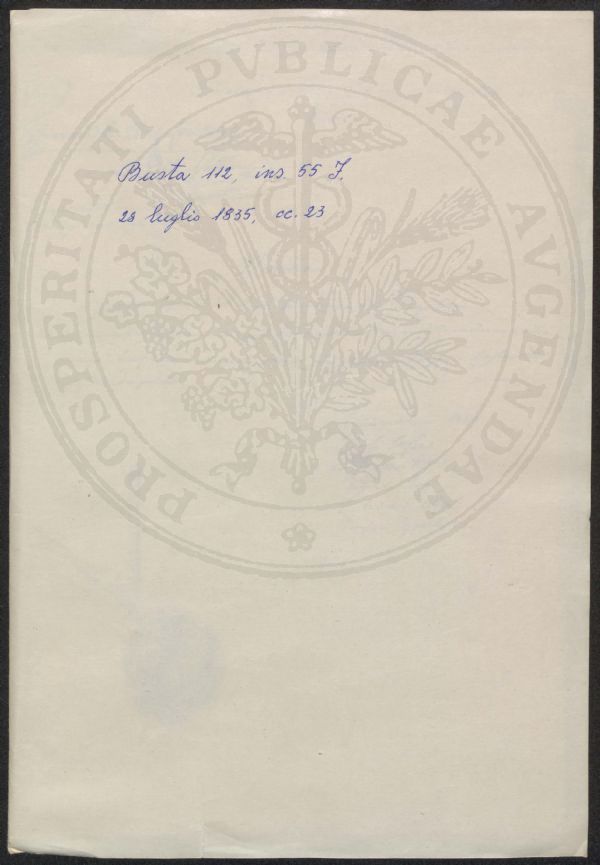 PROSPERITATI PVBLICAE AVGENDAE
Busta 112, ins. 55 J.
28 luglio 1835, cc. 23